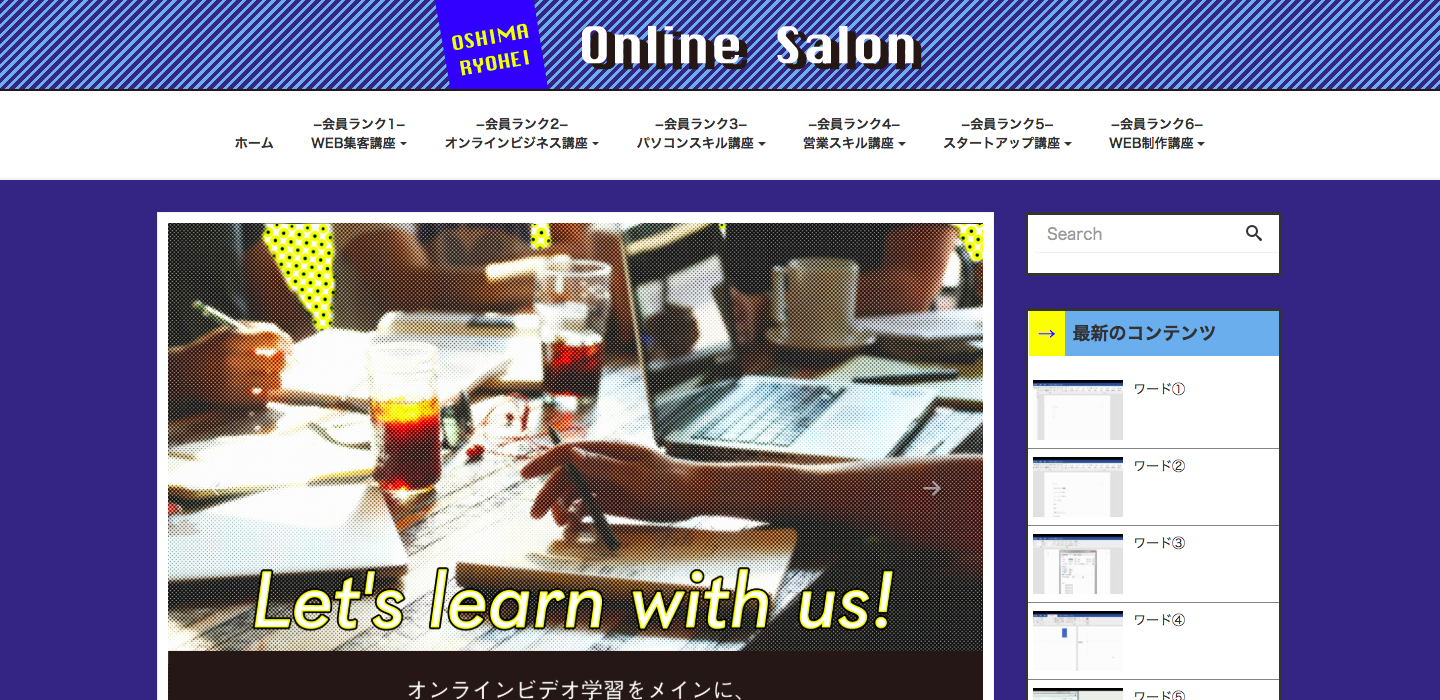 OSHIMA
RYOHEI
Online Salon
ホーム
–会員ランク1–
WEB集客講座
–会員ランク2–
オンラインビジネス講座
–会員ランク3–
パソコンスキル講座
–会員ランク4–
営業スキル講座
–会員ランク5–
スタートアップ講座
–会員ランク6–
WEB制作講座
Let's learn with us!
オンラインビデオ学習をメインに、
Search
→ 最新のコンテンツ
ワード①
ワード②
ワード③
ワード④
ワード⑤